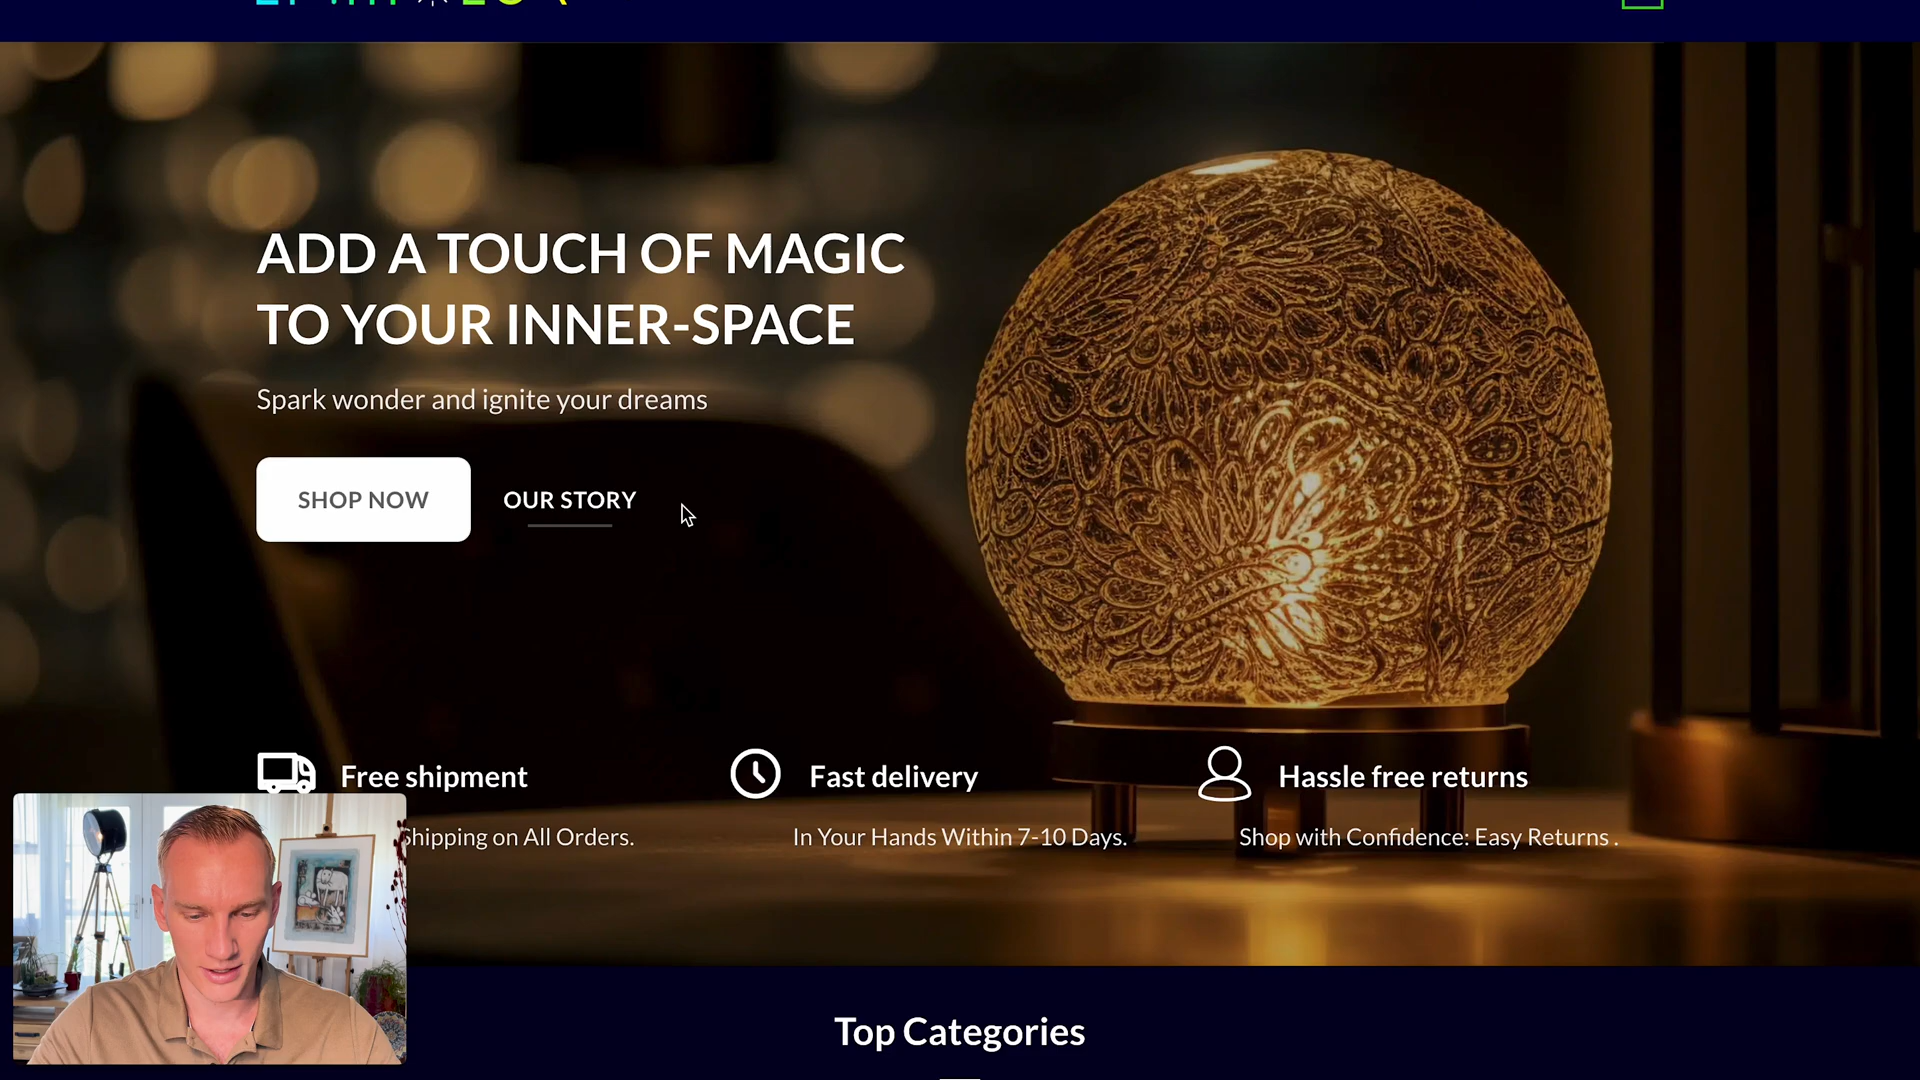 ADD A TOUCH OF MAGIC
TO YOUR INNER-SPACE
Spark wonder and ignite your dreams
SHOP NOW
OUR STORY
Free shipment
Fast delivery
Hassle free returns
Shipping on All Orders.
In Your Hands Within 7-10 Days.
Shop with Confidence: Easy Returns .
Top Categories